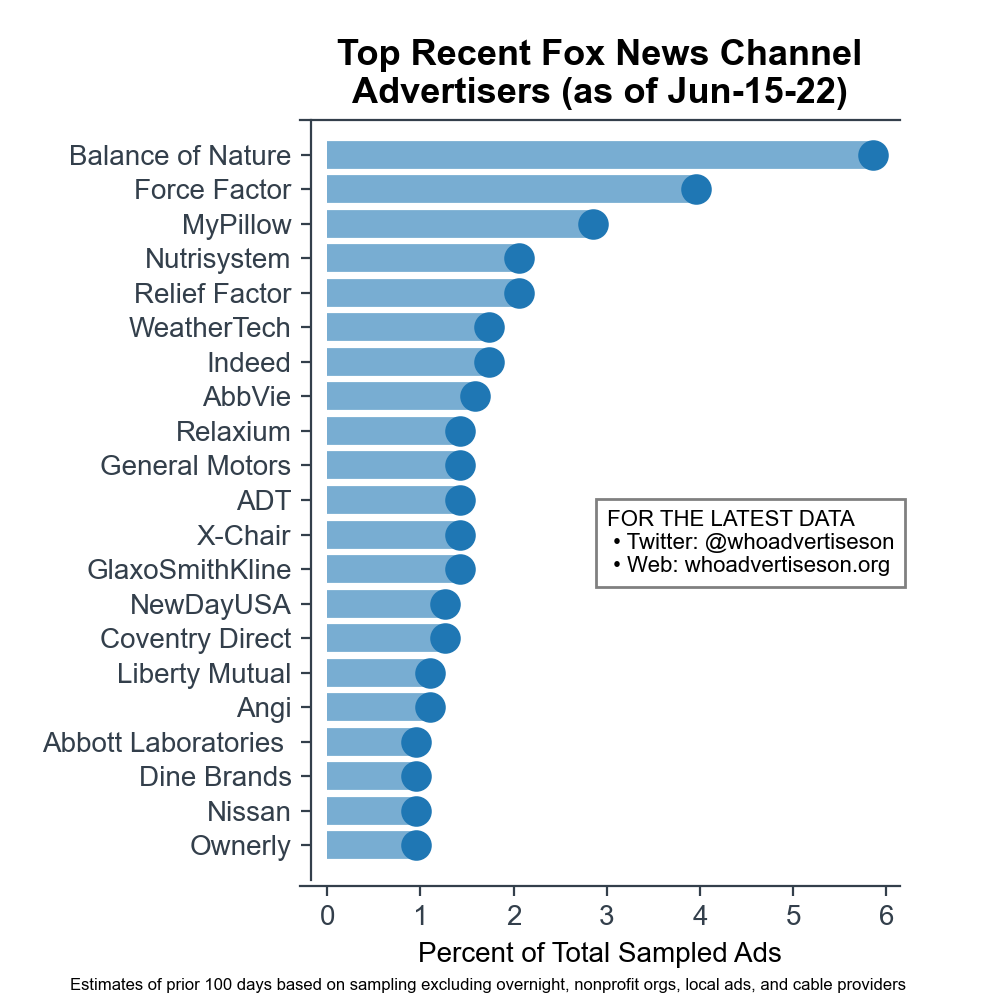 Top Recent Fox News Channel
Advertisers (as of Jun-15-22)
Balance of Nature
Force Factor
MyPillow
Nutrisystem
Relief Factor
WeatherTech
Indeed
AbbVie
Relaxium
General Motors
ADT
X-Chair
GlaxoSmithKline
NewDayUSA
Coventry Direct
Liberty Mutual
Angi
Abbott Laboratories
Dine Brands
Nissan
Ownerly
FOR THE LATEST DATA
• Twitter: @whoadvertiseson
• Web: whoadvertiseson.org
0 1 2 3 4 5 6
Percent of Total Sampled Ads
Estimates of prior 100 days based on sampling excluding overnight, nonprofit orgs, local ads, and cable providers